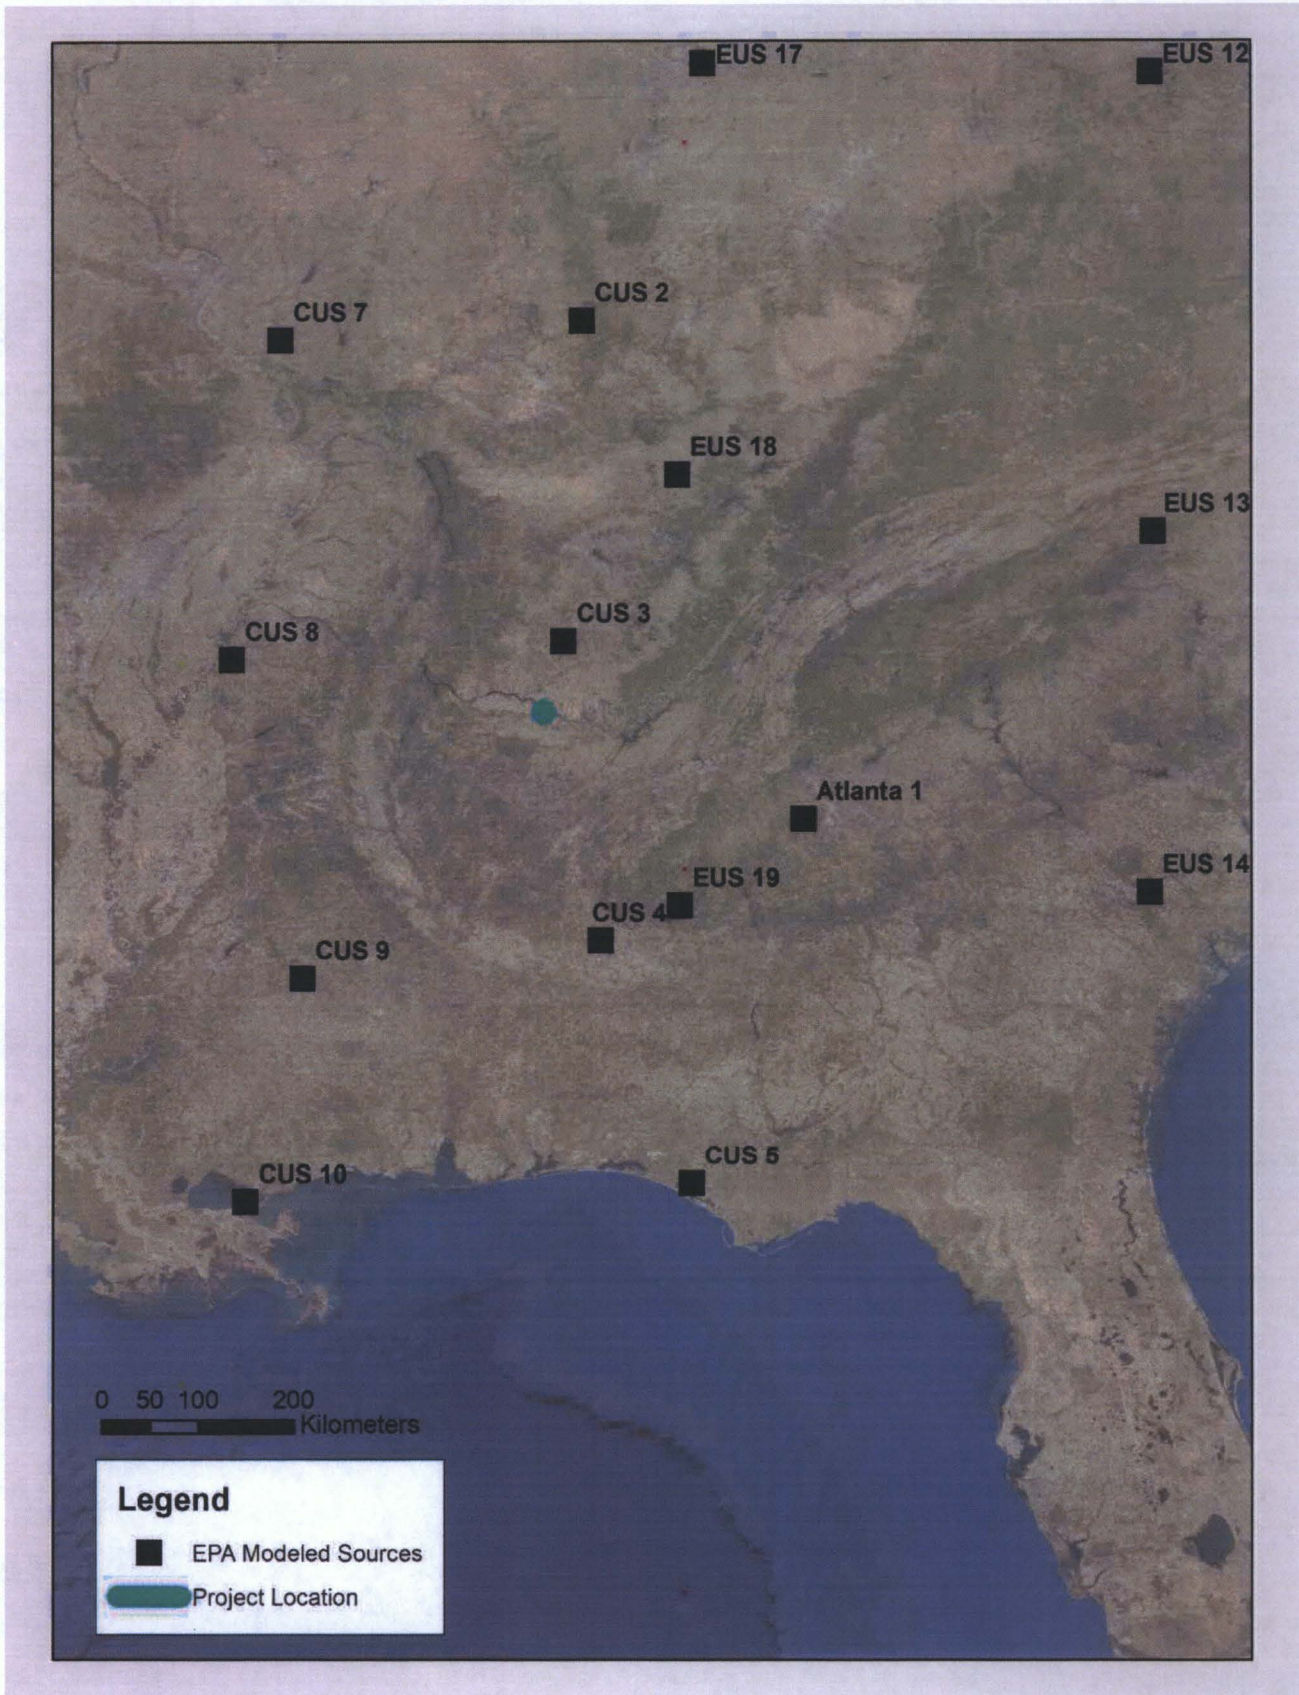 EUS 17
EUS 12
CUS 2
CUS 7
EUS 18
EUS 13
CUS 3
CUS 8
Atlanta 1
EUS 14
EUS 19
CUS 4
CUS 9
CUS 5
CUS 10
0 50 100 200
Kilometers
Legend
EPA Modeled Sources
Project Location